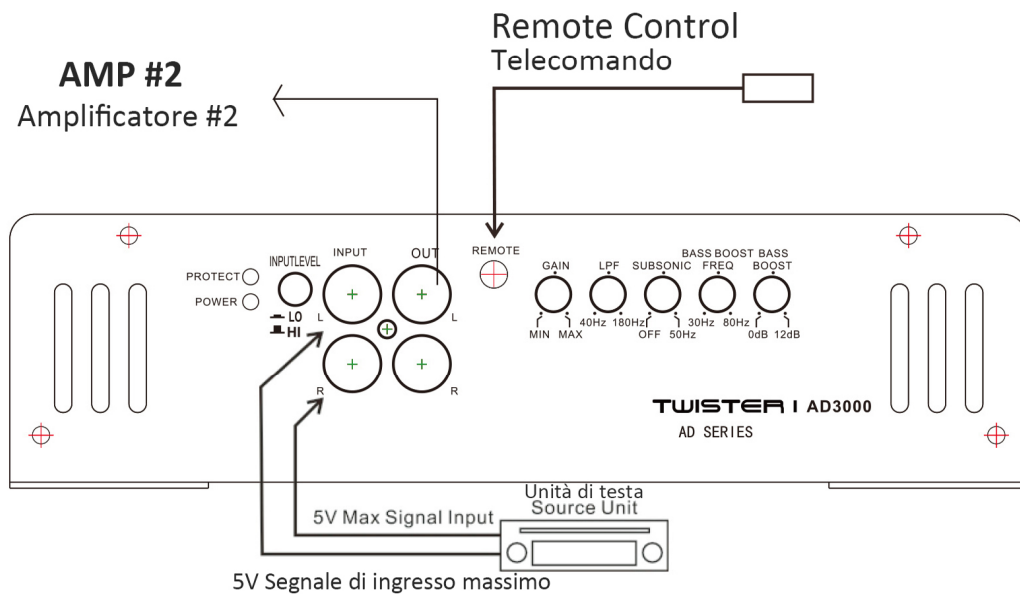 Remote Control
Telecomando
AMP #2
Amplificatore #2
INPUTLEVEL
INPUT
OUT
REMOTE
PROTECT
POWER
LO
HI
L
L
R
R
GAIN
MIN MAX
LPF
40Hz 180Hz
SUBSONIC
OFF 50Hz
BASS BOOST
FREQ
30Hz 80Hz
BASS
BOOST
0dB 12dB
TWISTER I AD3000
AD SERIES
Unità di testa
Source Unit
5V Max Signal Input
5V Segnale di ingresso massimo